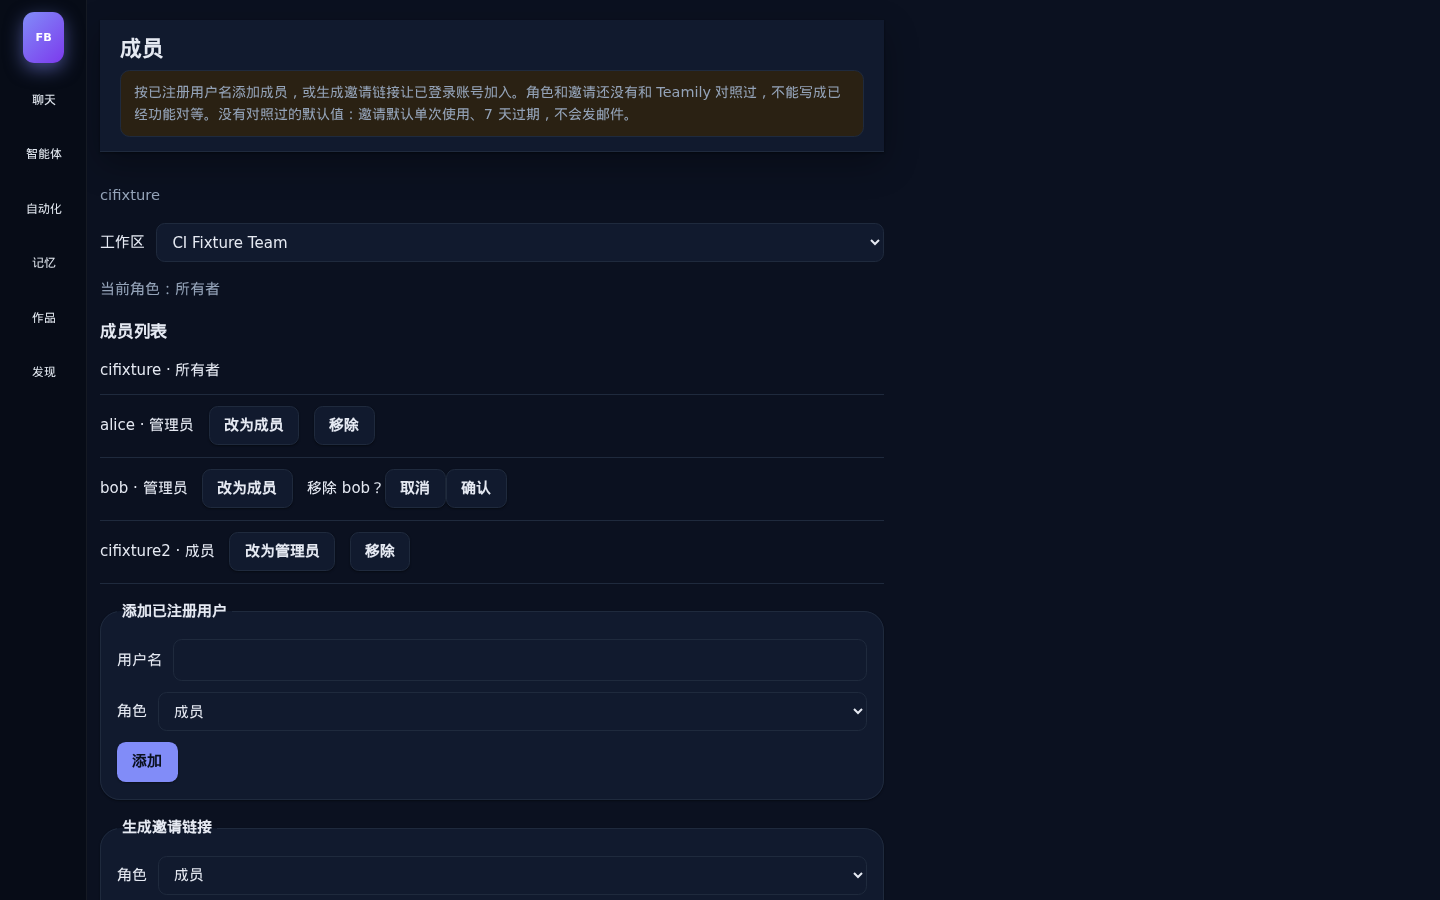 FB
聊天
智能体
自动化
记忆
作品
发现
成员
按已注册用户名添加成员，或生成邀请链接让已登录账号加入。角色和邀请还没有和 Teamily 对照过，不能写成已
经功能对等。没有对照过的默认值：邀请默认单次使用、7 天过期，不会发邮件。
cifixture
工作区 CI Fixture Team
当前角色：所有者
成员列表
cifixture · 所有者
alice · 管理员 改为成员 移除
bob · 管理员 改为成员 移除 bob？ 取消 确认
cifixture2 · 成员 改为管理员 移除
添加已注册用户
用户名
角色 成员
添加
生成邀请链接
角色 成员